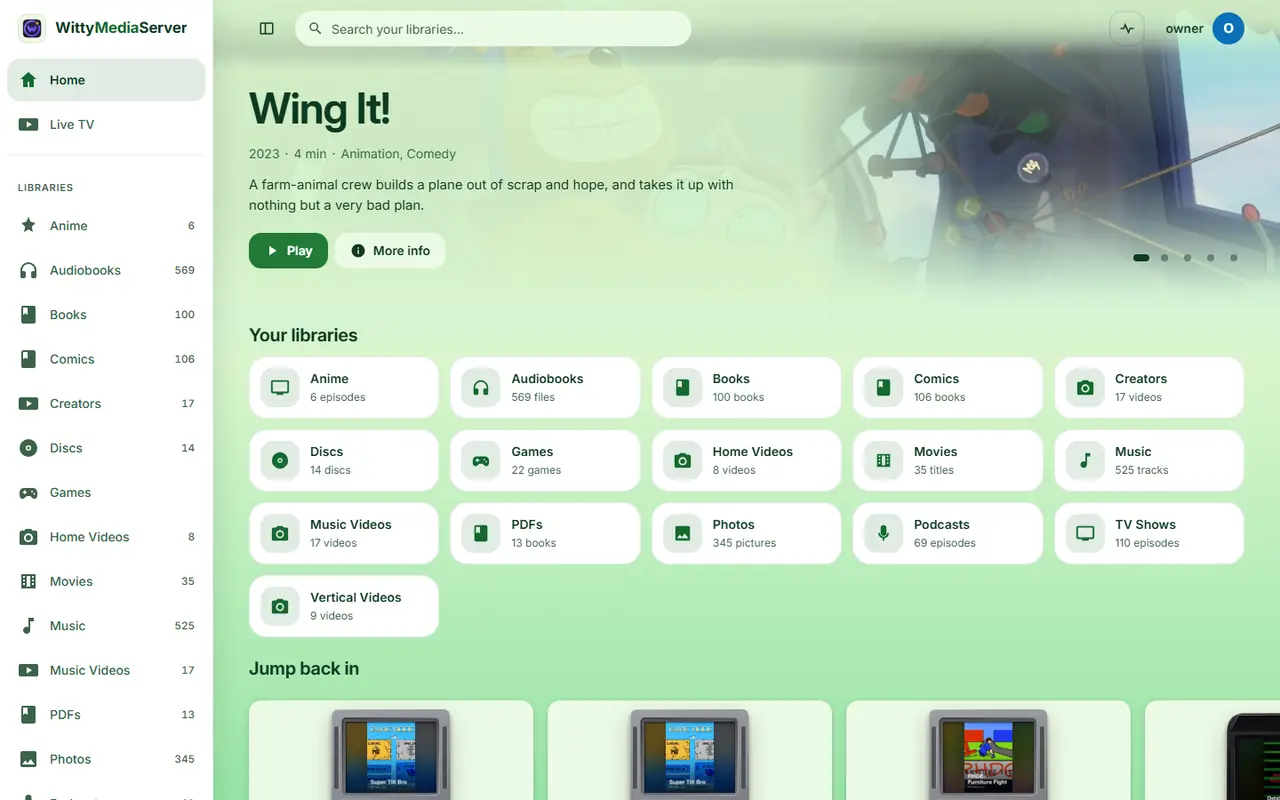 WittyMediaServer
Search your libraries...
owner
O
Home
Live TV
LIBRARIES
Anime 6
Audiobooks 569
Books 100
Comics 106
Creators 17
Discs 14
Games
Home Videos 8
Movies 35
Music 525
Music Videos 17
PDFs 13
Photos 345
Wing It!
2023 · 4 min · Animation, Comedy
A farm-animal crew builds a plane out of scrap and hope, and takes it up with
nothing but a very bad plan.
Play
More info
Your libraries
Anime
6 episodes
Audiobooks
569 files
Books
100 books
Comics
106 books
Creators
17 videos
Discs
14 discs
Games
22 games
Home Videos
8 videos
Movies
35 titles
Music
525 tracks
Music Videos
17 videos
PDFs
13 books
Photos
345 pictures
Podcasts
69 episodes
TV Shows
110 episodes
Vertical Videos
9 videos
Jump back in
Super Tilt Bro
Super Tilt Bro
Furniture Fight